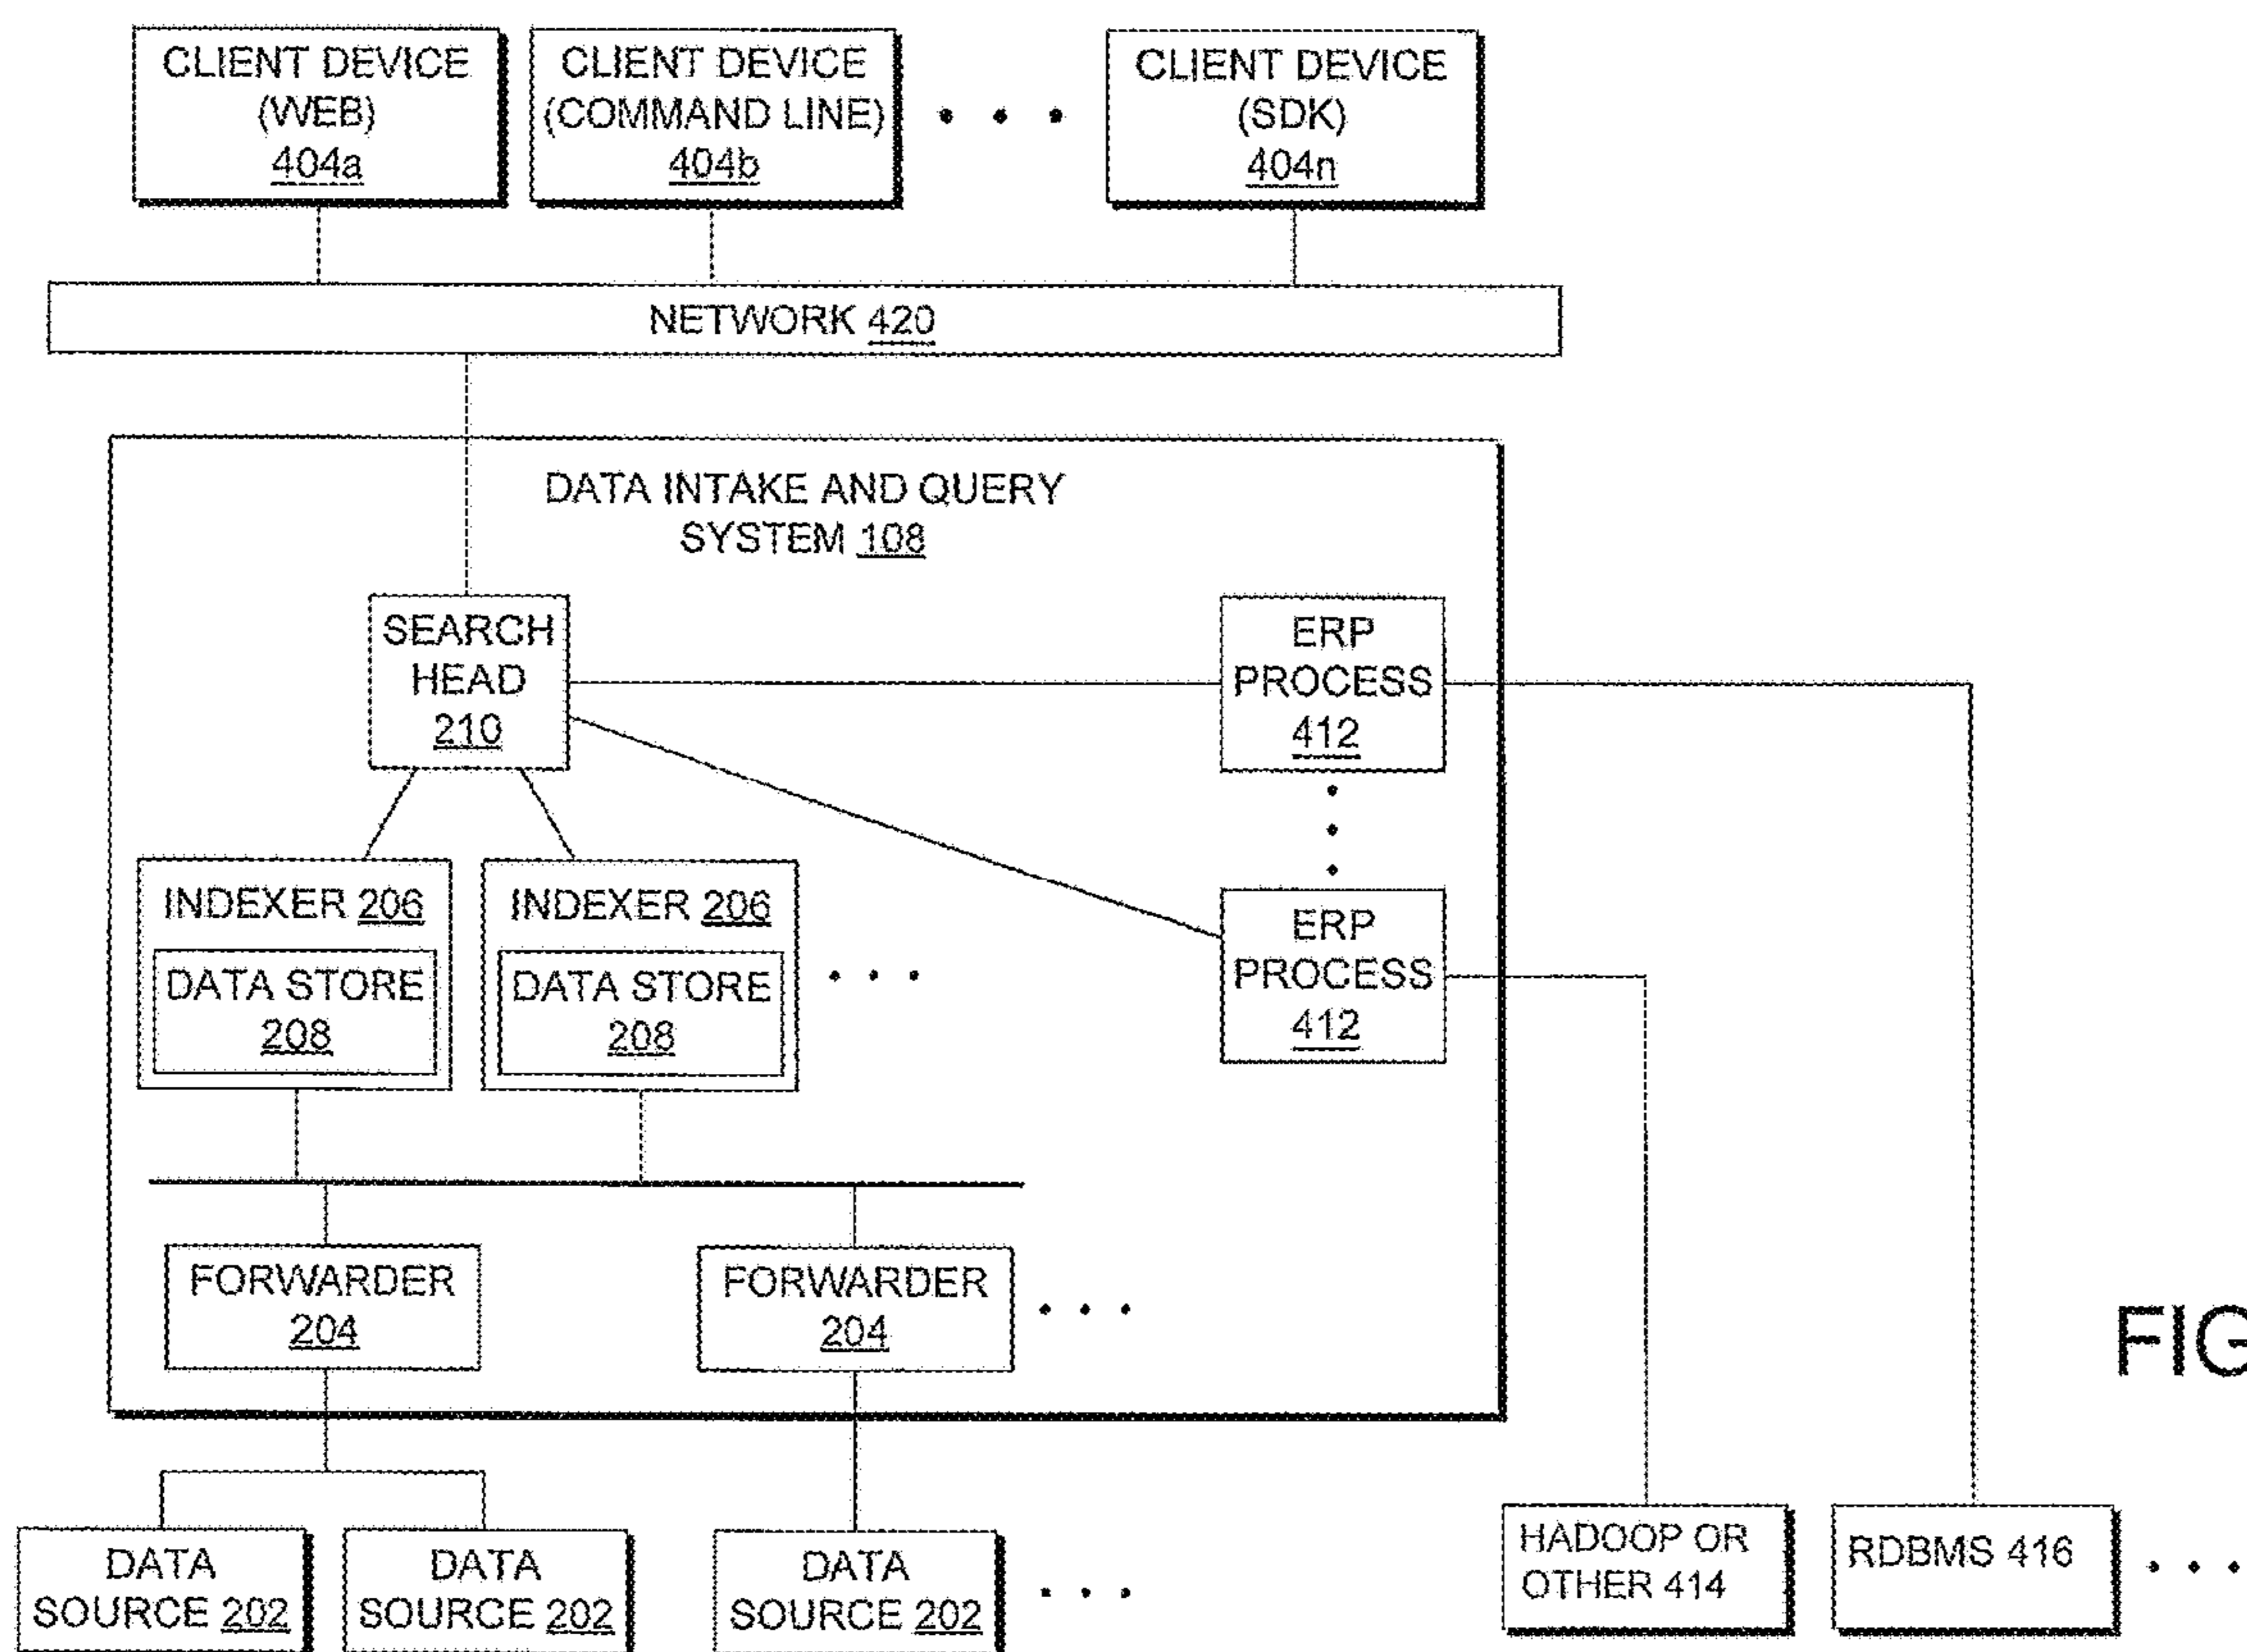 CLIENT DEVICE
(WEB)
404a
CLIENT DEVICE
(COMMAND LINE)
404b
CLIENT DEVICE
(SDK)
404n
NETWORK 420
DATA INTAKE AND QUERY
SYSTEM 108
SEARCH
HEAD
210
ERP
PROCESS
412
INDEXER 206
DATA STORE
208
INDEXER 206
DATA STORE
208
ERP
PROCESS
412
FORWARDER
204
FORWARDER
204
FIG
DATA
SOURCE 202
DATA
SOURCE 202
DATA
SOURCE 202
HADOOP OR
OTHER 414
RDBMS 416